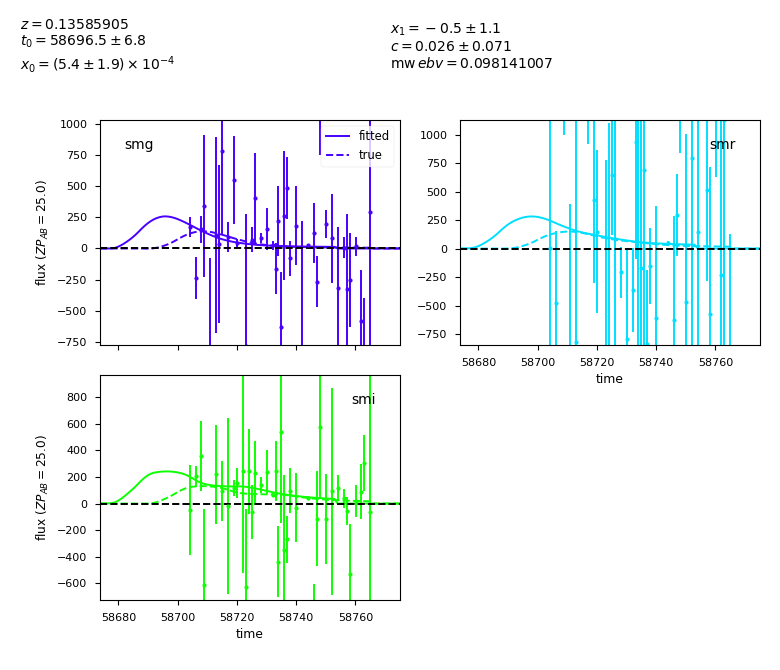 z = 0.13585905
t₀ = 58696.5 ± 6.8
x₀ = (5.4 ± 1.9) × 10⁻⁴
x₁ = −0.5 ± 1.1
c = 0.026 ± 0.071
mw ebv = 0.098141007
smg
fitted
true
1000
750
500
250
0
−250
−500
−750
flux (ZP_AB = 25.0)
smr
1000
750
500
250
0
−250
−500
−750
58680 58700 58720 58740 58760
time
smi
800
600
400
200
0
−200
−400
−600
flux (ZP_AB = 25.0)
58680 58700 58720 58740 58760
time